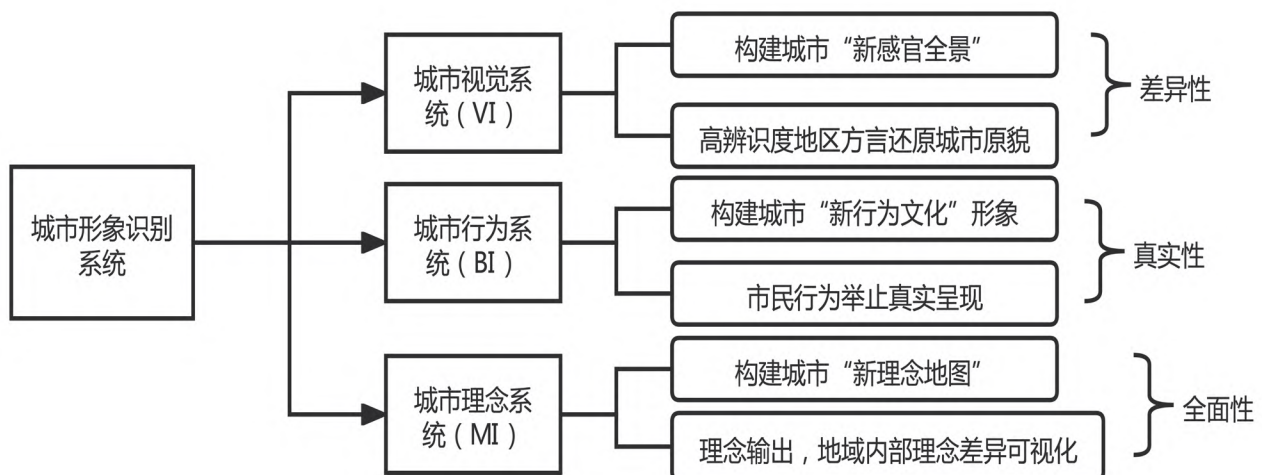 城市形象识别
系统
城市视觉系
统（VI）
构建城市“新感官全景”
高辨识度地区方言还原城市原貌
差异性
城市行为系
统（BI）
构建城市“新行为文化”形象
市民行为举止真实呈现
真实性
城市理念系
统（MI）
构建城市“新理念地图”
理念输出，地域内部理念差异可视化
全面性